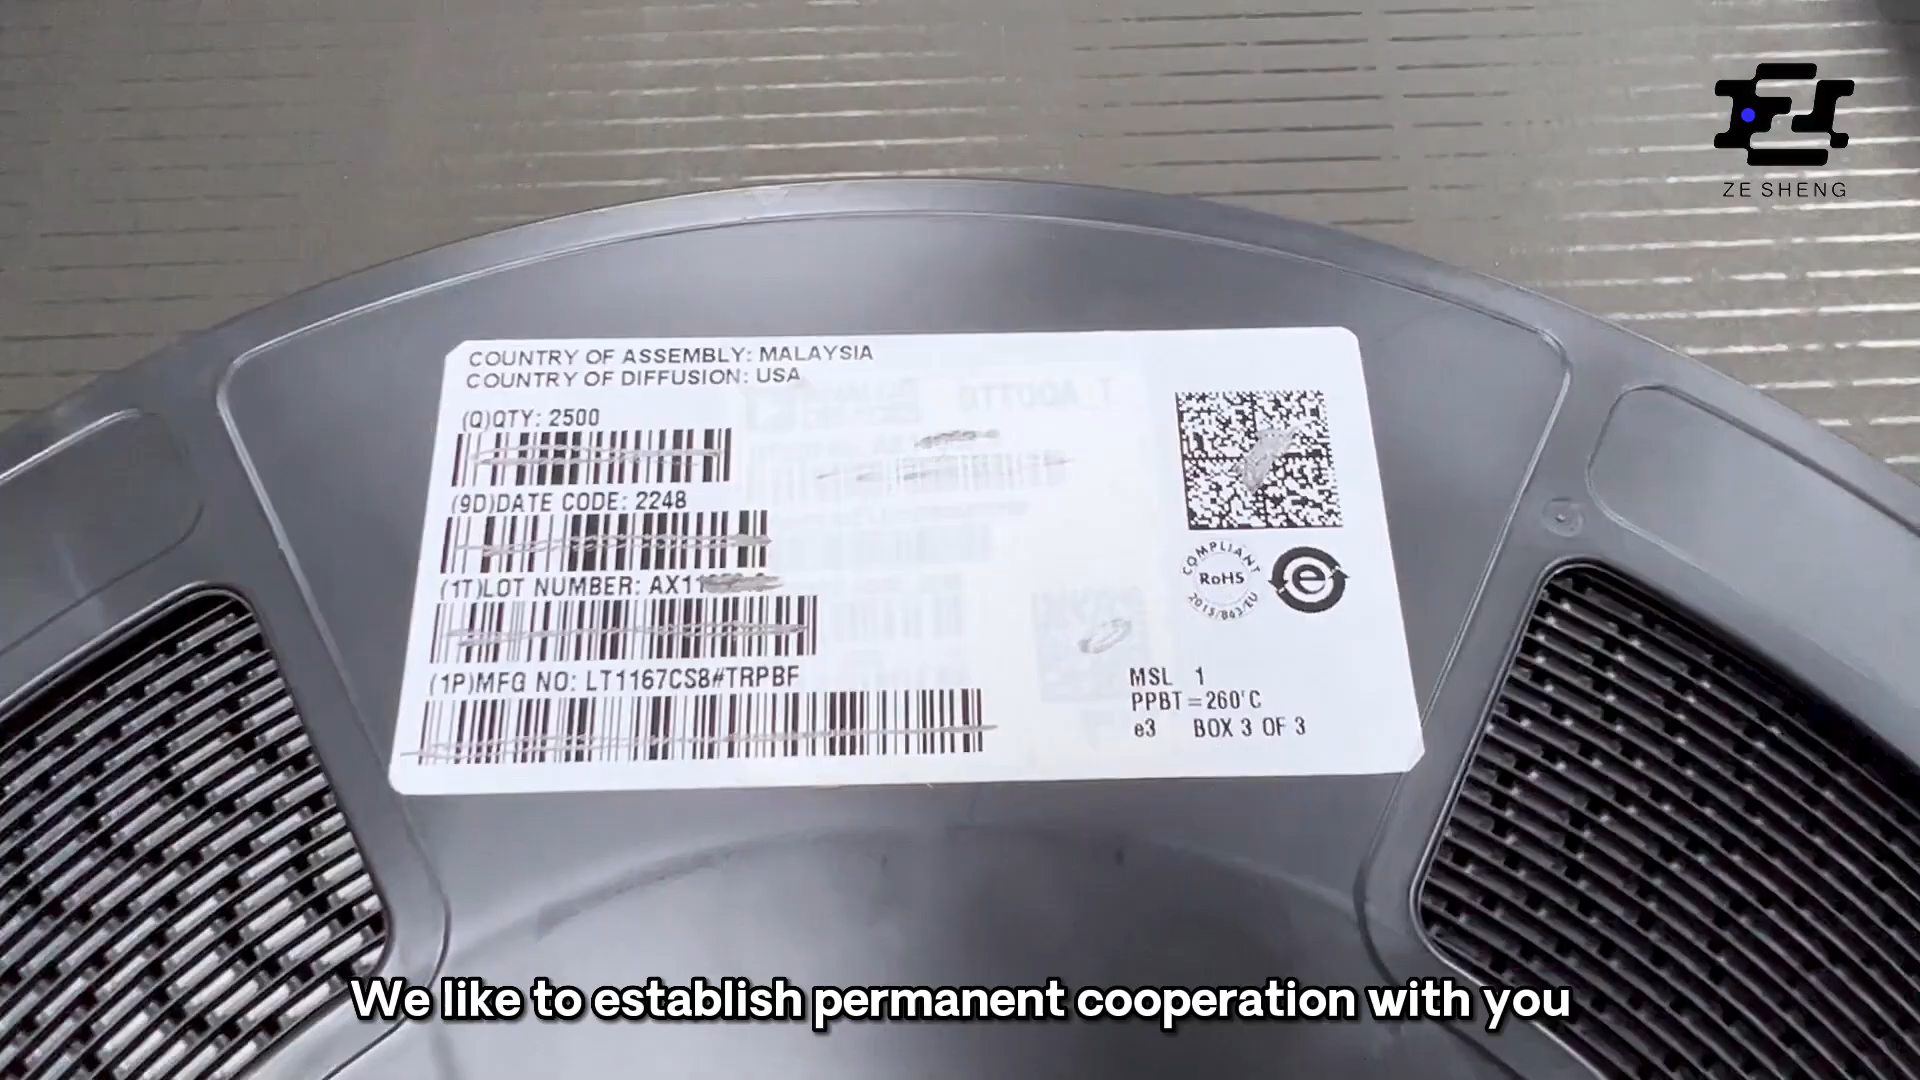 ZE SHENG
COUNTRY OF ASSEMBLY: MALAYSIA
COUNTRY OF DIFFUSION: USA
(Q)QTY: 2500
(9D)DATE CODE: 2248
(1T)LOT NUMBER: AX11
(1P)MFG NO: LT1167CS8#TRPBF
COMPLIANT
RoHS
2015/863/EU
e
MSL 1
PPBT=260°C
e3 BOX 3 OF 3
We like to establish permanent cooperation with you